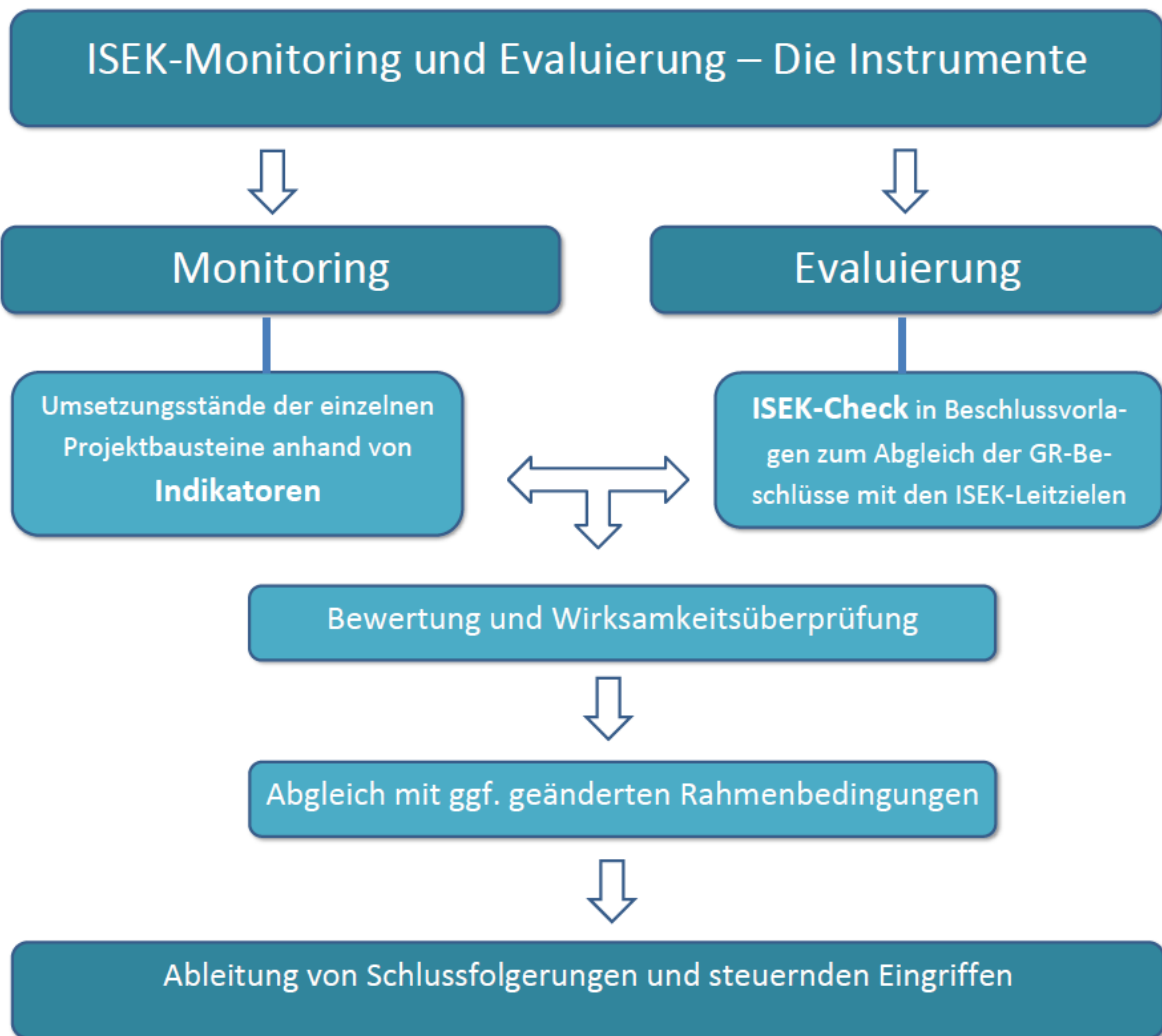 ISEK-Monitoring und Evaluierung – Die Instrumente
Monitoring
Evaluierung
Umsetzungsstände der einzelnen
Projektbausteine anhand von
Indikatoren
ISEK-Check in Beschlussvorla-
gen zum Abgleich der GR-Be-
schlüsse mit den ISEK-Leitzielen
Bewertung und Wirksamkeitsüberprüfung
Abgleich mit ggf. geänderten Rahmenbedingungen
Ableitung von Schlussfolgerungen und steuernden Eingriffen